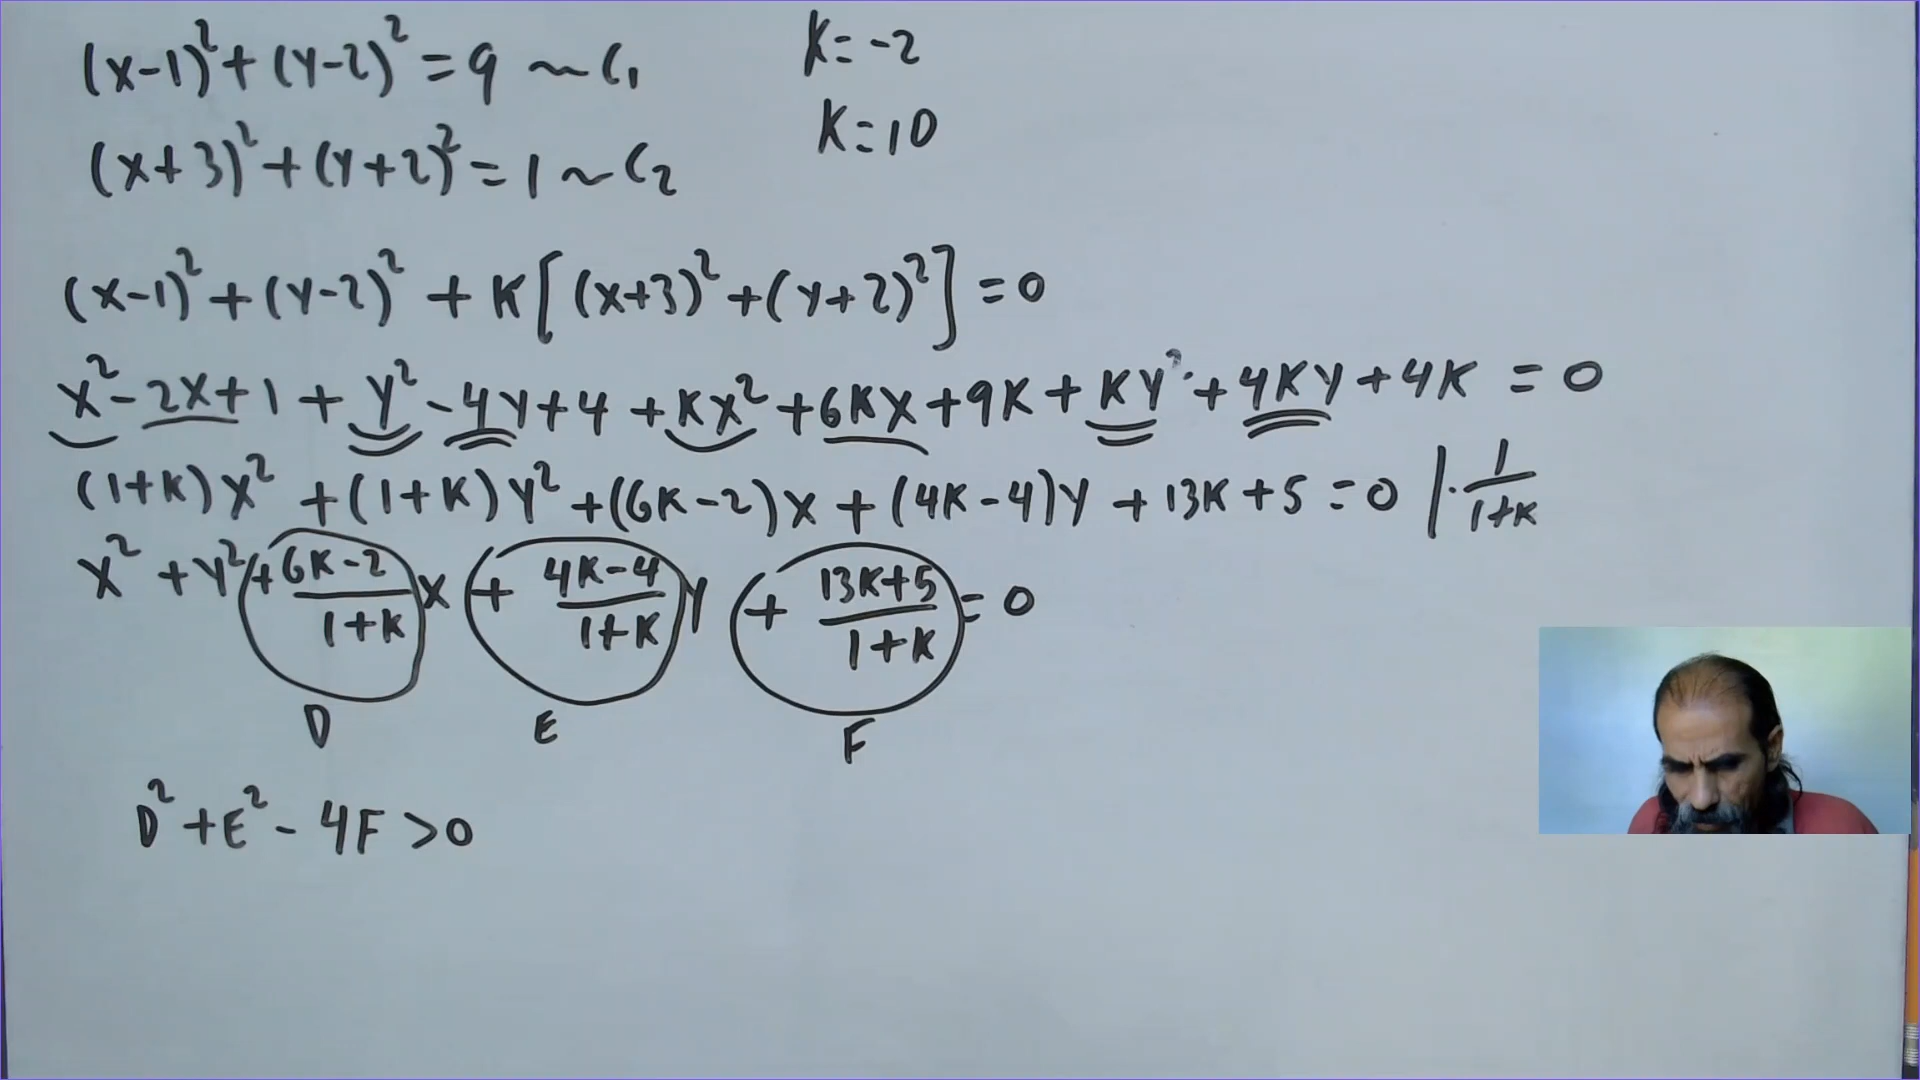 (x-1)² + (y-2)² = 9 ~ C₁
K = -2
K = 10
(x+3)² + (y+2)² = 1 ~ C₂
(x-1)² + (y-2)² + K[(x+3)² + (y+2)²] = 0
x² - 2x + 1 + y² - 4y + 4 + Kx² + 6Kx + 9K + Ky² + 4Ky + 4K = 0
(1+K)x² + (1+K)y² + (6K-2)x + (4K-4)y + 13K + 5 = 0 | · 1/(1+K)
x² + y² + (6K-2)/(1+K) x + (4K-4)/(1+K) y + (13K+5)/(1+K) = 0
D E F
D² + E² - 4F > 0